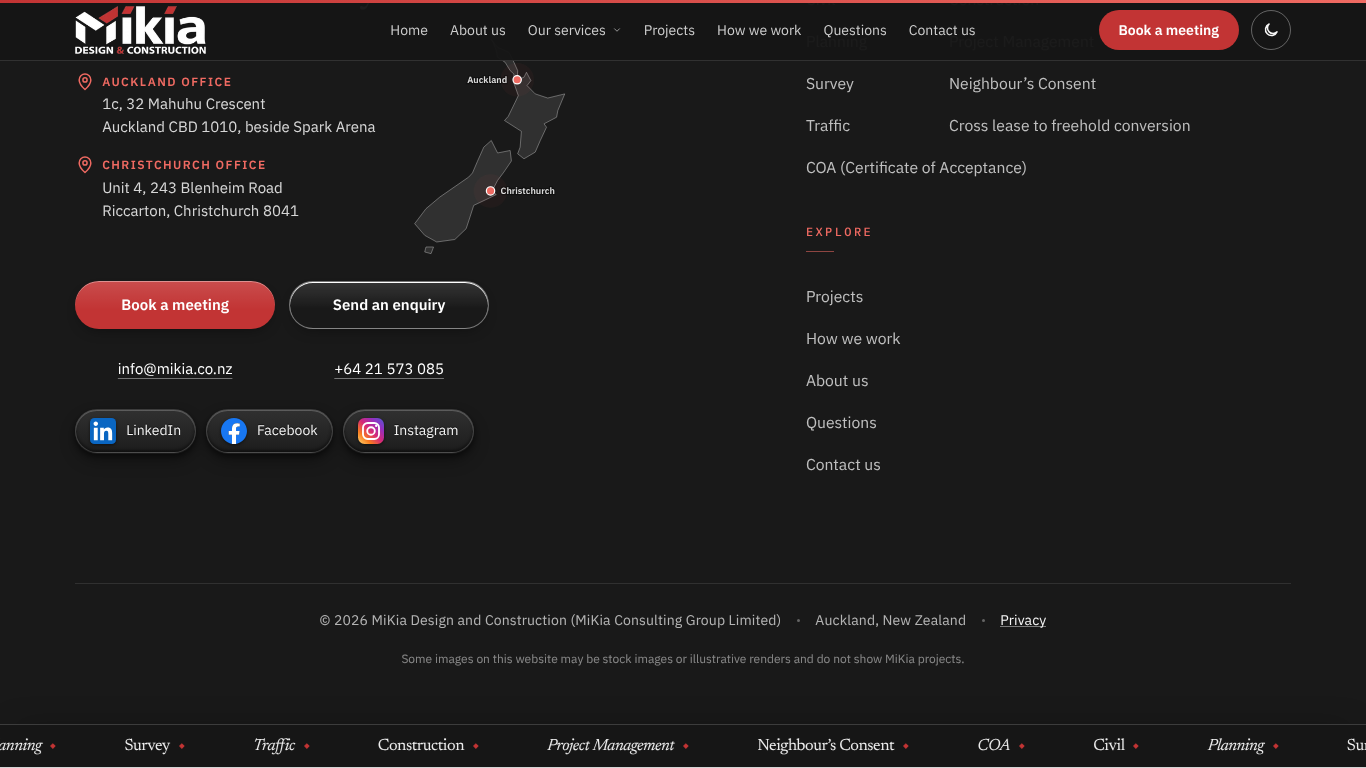 Mikia
DESIGN & CONSTRUCTION
Home
About us
Our services
Projects
How we work
Questions
Contact us
Book a meeting
Planning
Project Management
AUCKLAND OFFICE
1c, 32 Mahuhu Crescent
Auckland CBD 1010, beside Spark Arena
CHRISTCHURCH OFFICE
Unit 4, 243 Blenheim Road
Riccarton, Christchurch 8041
Auckland
Christchurch
Book a meeting
Send an enquiry
info@mikia.co.nz
+64 21 573 085
LinkedIn
Facebook
Instagram
Survey
Neighbour’s Consent
Traffic
Cross lease to freehold conversion
COA (Certificate of Acceptance)
EXPLORE
Projects
How we work
About us
Questions
Contact us
© 2026 MiKia Design and Construction (MiKia Consulting Group Limited) • Auckland, New Zealand • Privacy
Some images on this website may be stock images or illustrative renders and do not show MiKia projects.
anning Survey Traffic Construction Project Management Neighbour’s Consent COA Civil Planning Sur